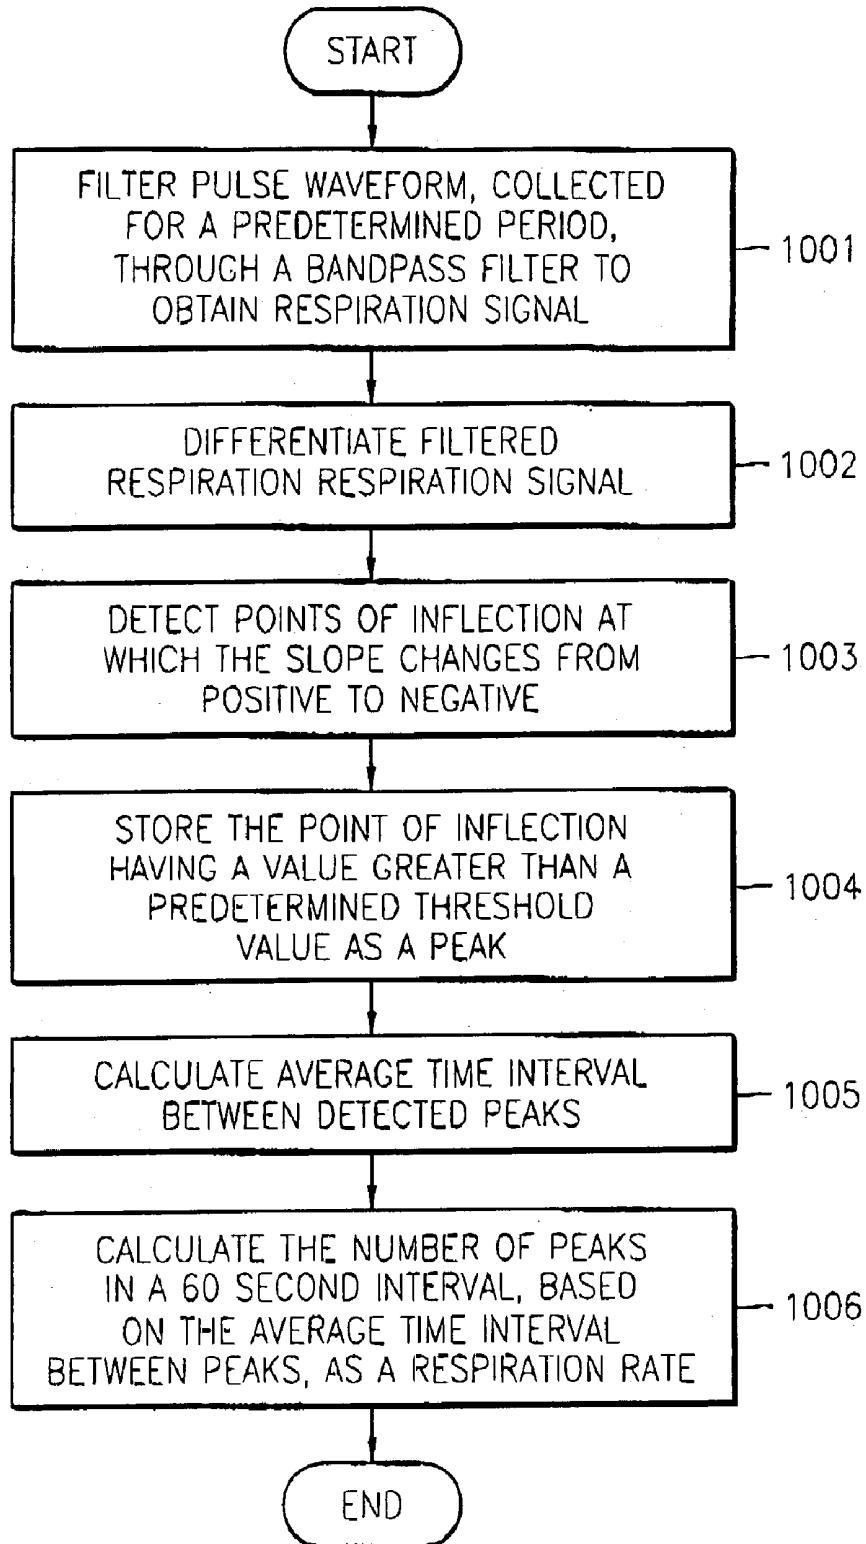 START
FILTER PULSE WAVEFORM, COLLECTED
FOR A PREDETERMINED PERIOD,
THROUGH A BANDPASS FILTER TO
OBTAIN RESPIRATION SIGNAL
1001
DIFFERENTIATE FILTERED
RESPIRATION RESPIRATION SIGNAL
1002
DETECT POINTS OF INFLECTION AT
WHICH THE SLOPE CHANGES FROM
POSITIVE TO NEGATIVE
1003
STORE THE POINT OF INFLECTION
HAVING A VALUE GREATER THAN A
PREDETERMINED THRESHOLD
VALUE AS A PEAK
1004
CALCULATE AVERAGE TIME INTERVAL
BETWEEN DETECTED PEAKS
1005
CALCULATE THE NUMBER OF PEAKS
IN A 60 SECOND INTERVAL, BASED
ON THE AVERAGE TIME INTERVAL
BETWEEN PEAKS, AS A RESPIRATION RATE
1006
END